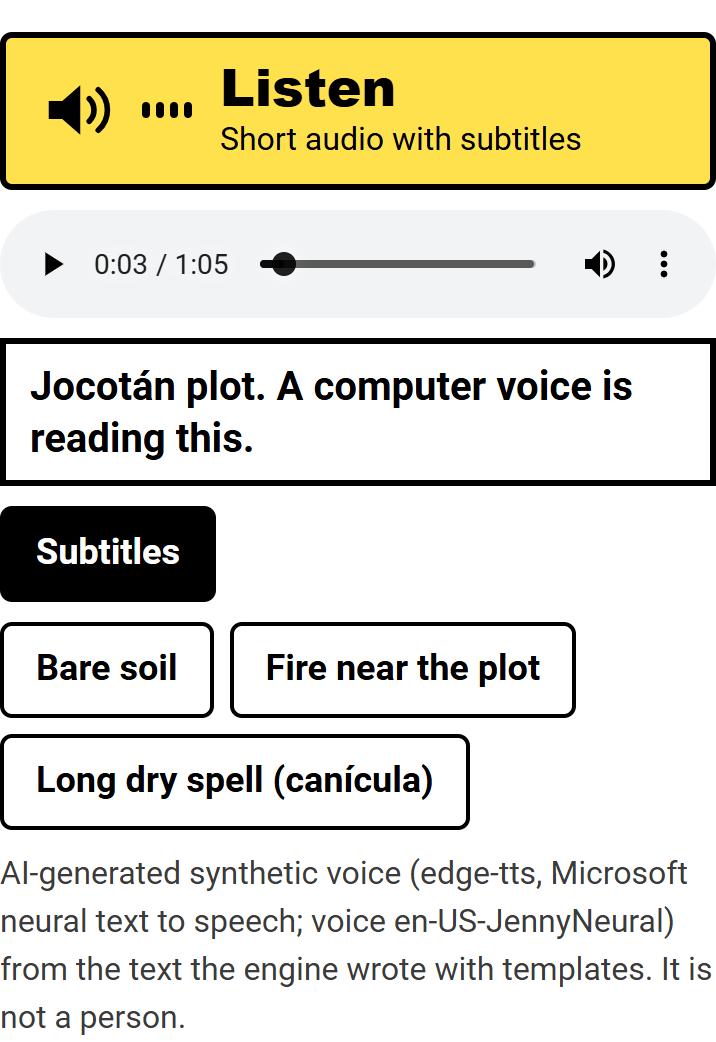 Listen
Short audio with subtitles
0:03 / 1:05
Jocotán plot. A computer voice is
reading this.
Subtitles
Bare soil
Fire near the plot
Long dry spell (canícula)
AI-generated synthetic voice (edge-tts, Microsoft
neural text to speech; voice en-US-JennyNeural)
from the text the engine wrote with templates. It is
not a person.